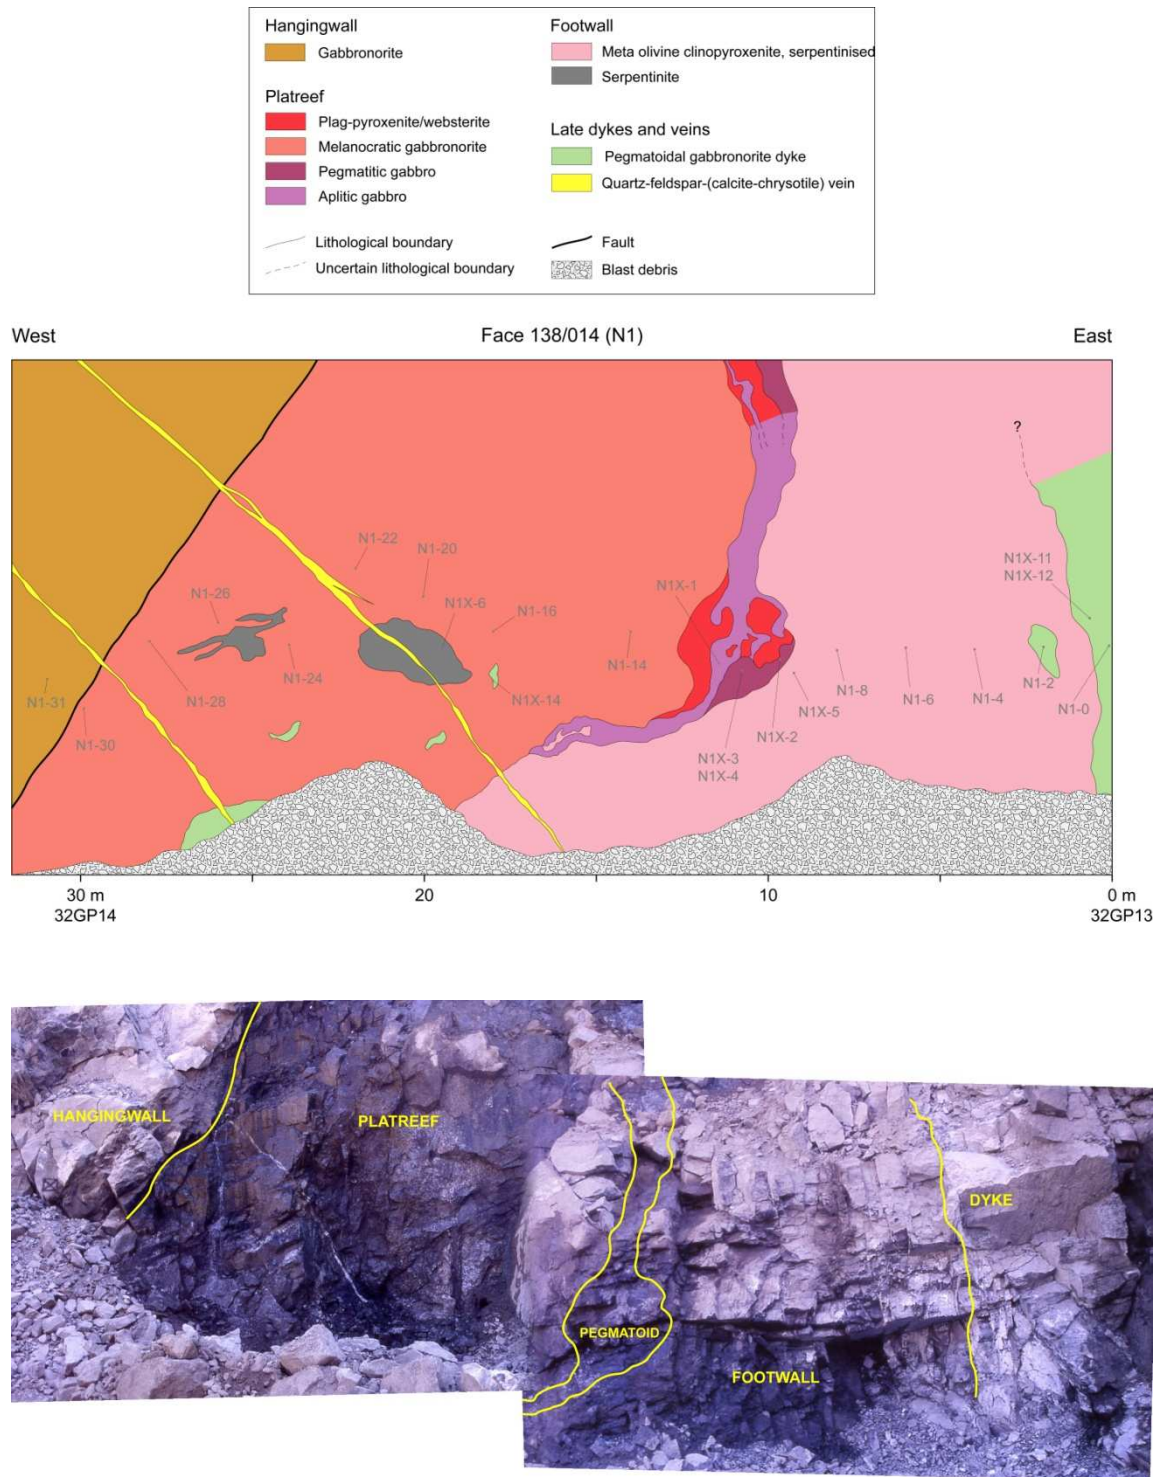 Hangingwall
Gabbronorite
Platreef
Plag-pyroxenite/websterite
Melanocratic gabbronorite
Pegmatitic gabbro
Aplitic gabbro
Lithological boundary
Uncertain lithological boundary
Footwall
Meta olivine clinopyroxenite, serpentinised
Serpentinite
Late dykes and veins
Pegmatoidal gabbronorite dyke
Quartz-feldspar-(calcite-chrysotile) vein
Fault
Blast debris
West
Face 138/014 (N1)
East
?
N1-22
N1-20
N1X-11
N1X-12
N1X-1
N1-26
N1X-6
N1-16
N1-14
N1-24
N1X-14
N1-31
N1-28
N1-30
N1-8
N1-6
N1-4
N1-2
N1-0
N1X-5
N1X-2
N1X-3
N1X-4
30 m
20
10
0 m
32GP14
32GP13
HANGINGWALL
PLATREEF
DYKE
PEGMATOID
FOOTWALL